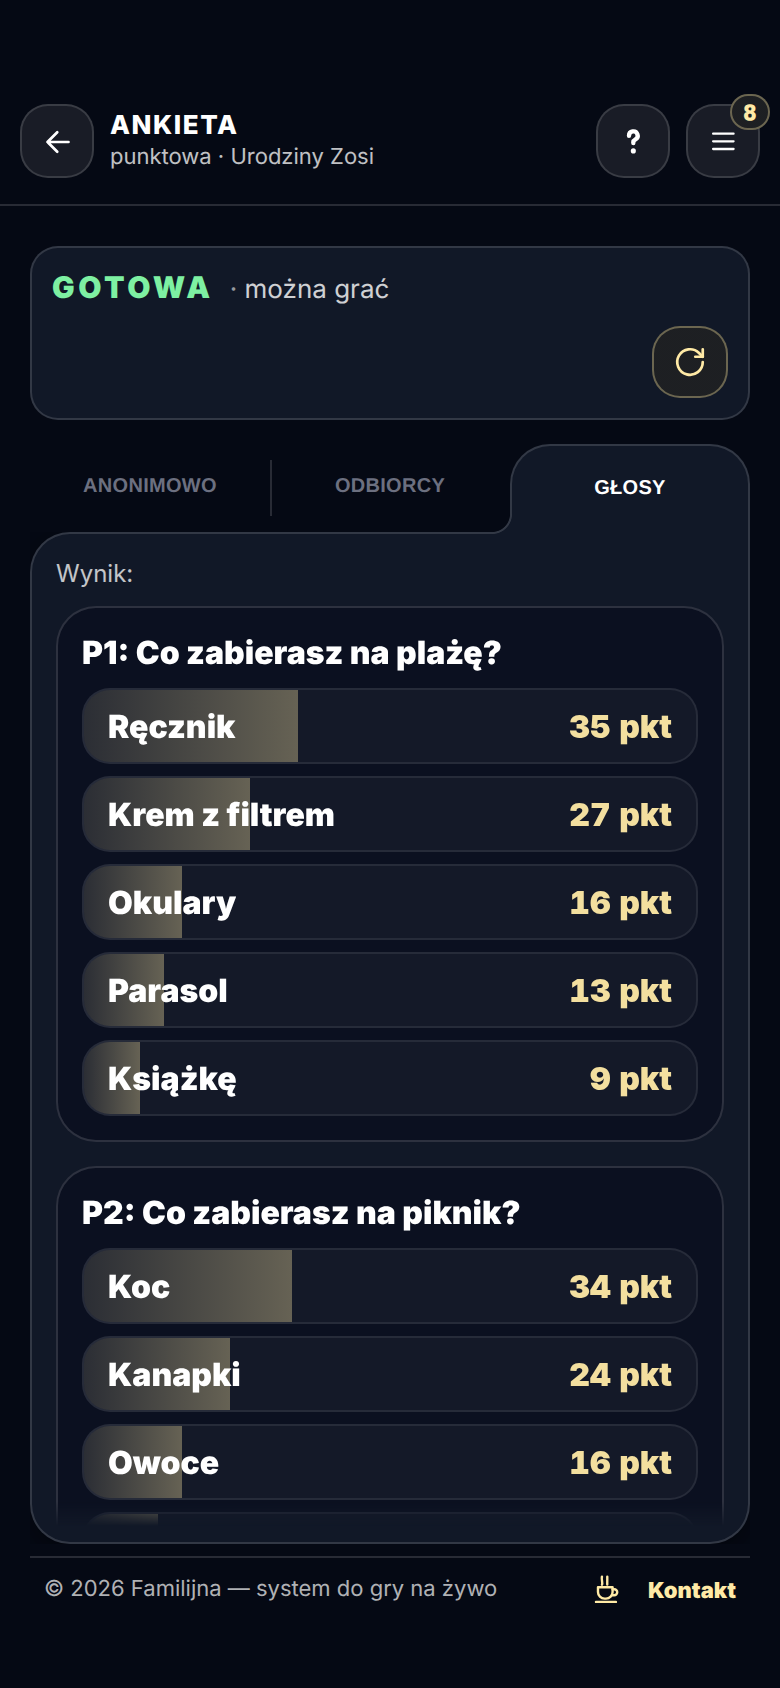 ANKIETA
punktowa · Urodziny Zosi
?
8
GOTOWA · można grać
ANONIMOWO
ODBIORCY
GŁOSY
Wynik:
P1: Co zabierasz na plażę?
Ręcznik 35 pkt
Krem z filtrem 27 pkt
Okulary 16 pkt
Parasol 13 pkt
Książkę 9 pkt
P2: Co zabierasz na piknik?
Koc 34 pkt
Kanapki 24 pkt
Owoce 16 pkt
© 2026 Familijna — system do gry na żywo
Kontakt